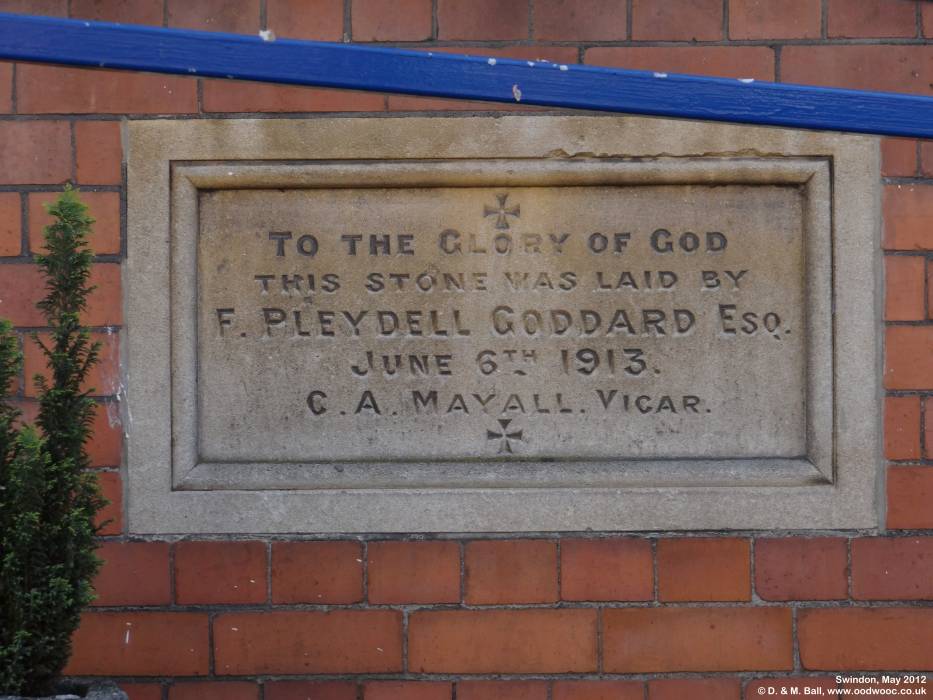 To the Glory of God
this stone was laid by
F. Pleydell Goddard Esq.
June 6th 1913.
C. A. Mayall. Vicar.
Swindon, May 2012
© D. & M. Ball, www.oodwooc.co.uk